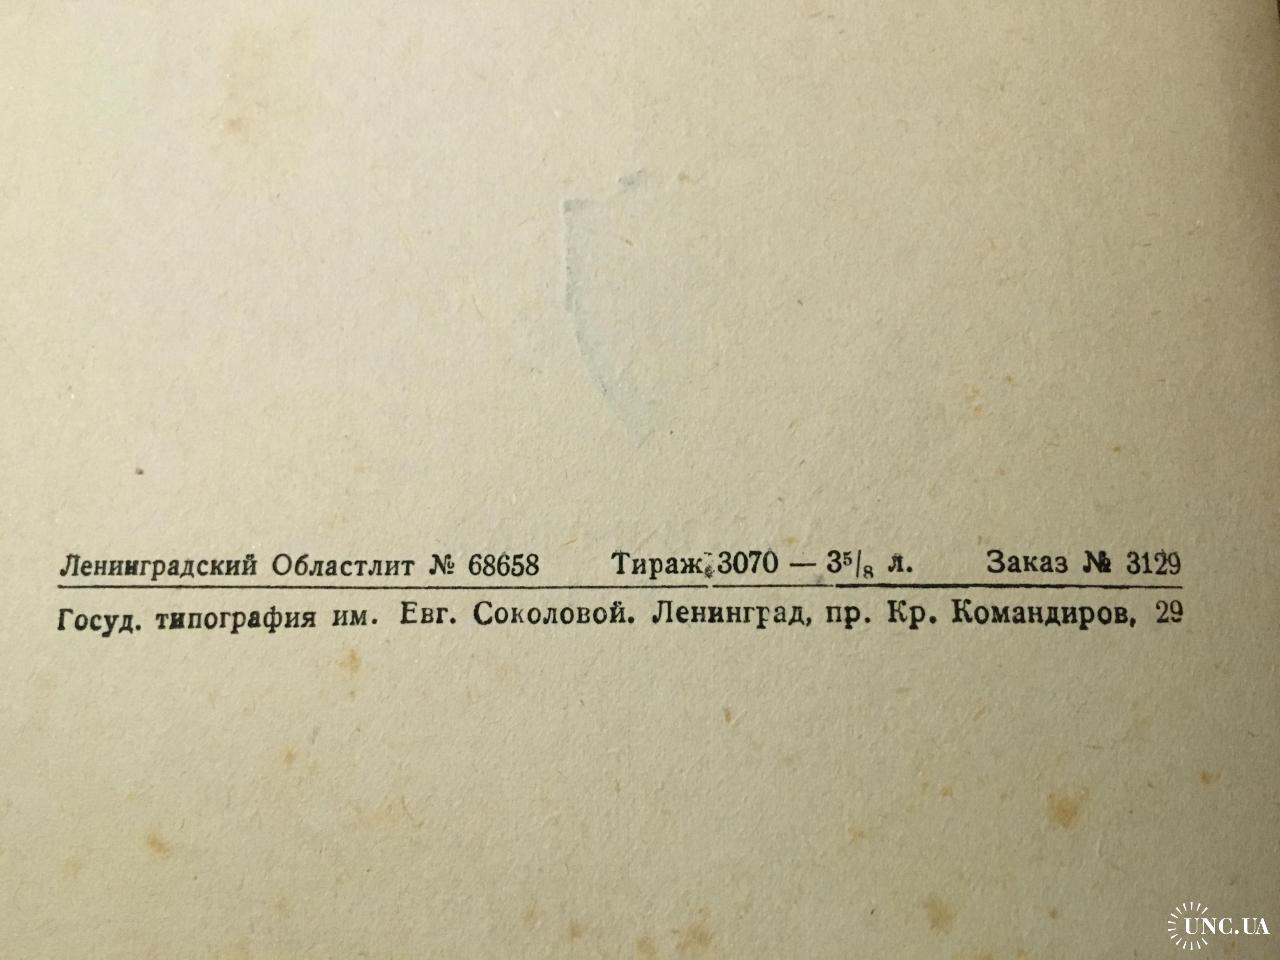 Ленинградский Областлит № 68658 Тираж 3070 — 3⁵/₈ л. Заказ № 3129
Госуд. типография им. Евг. Соколовой. Ленинград, пр. Кр. Командиров, 29
UNC.UA